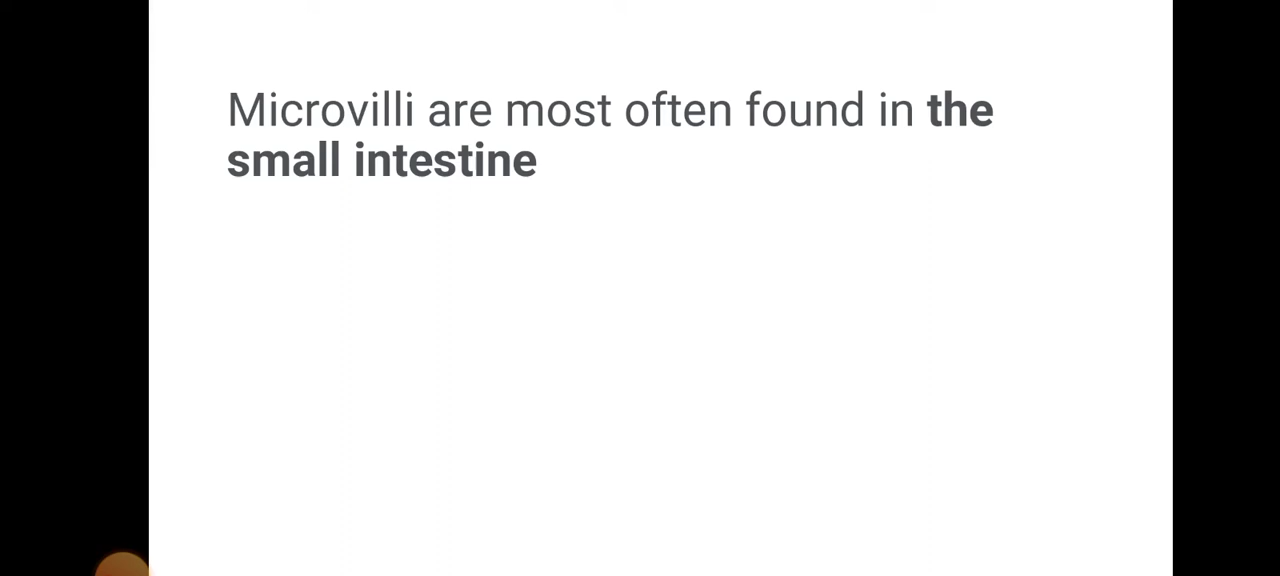 Microvilli are most often found in the
small intestine